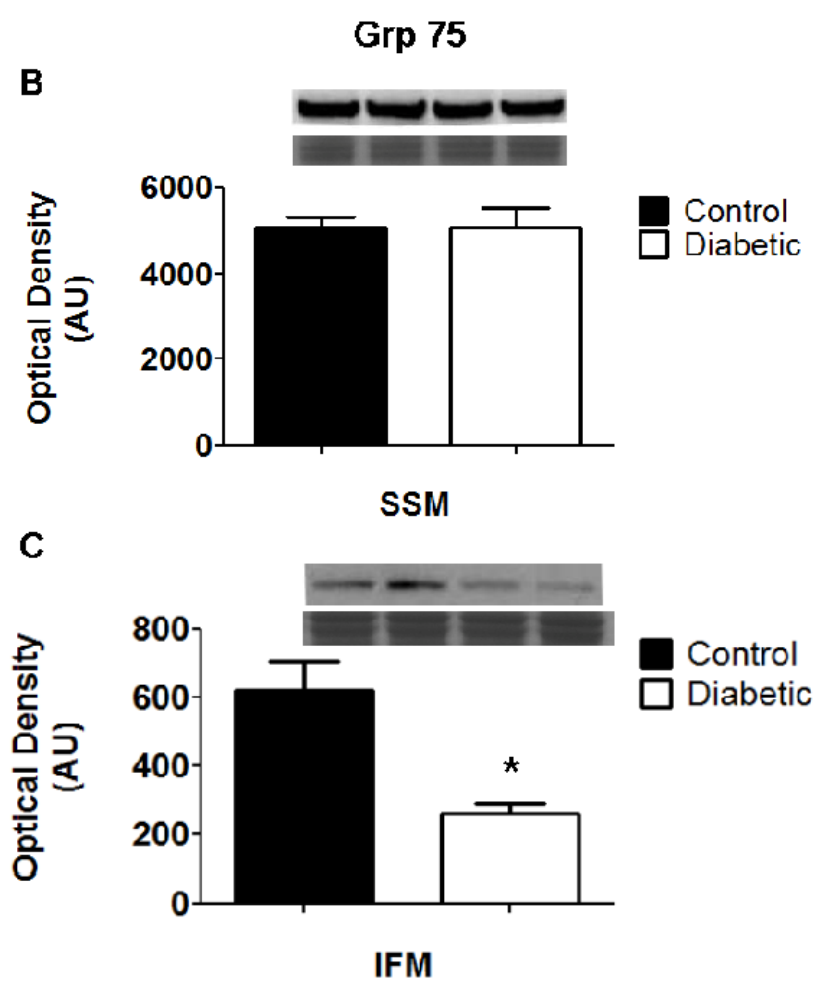 Grp 75
B
6000
4000
2000
0
Optical Density
(AU)
Control
Diabetic
SSM
C
800
600
400
200
0
Optical Density
(AU)
Control
Diabetic
*
IFM